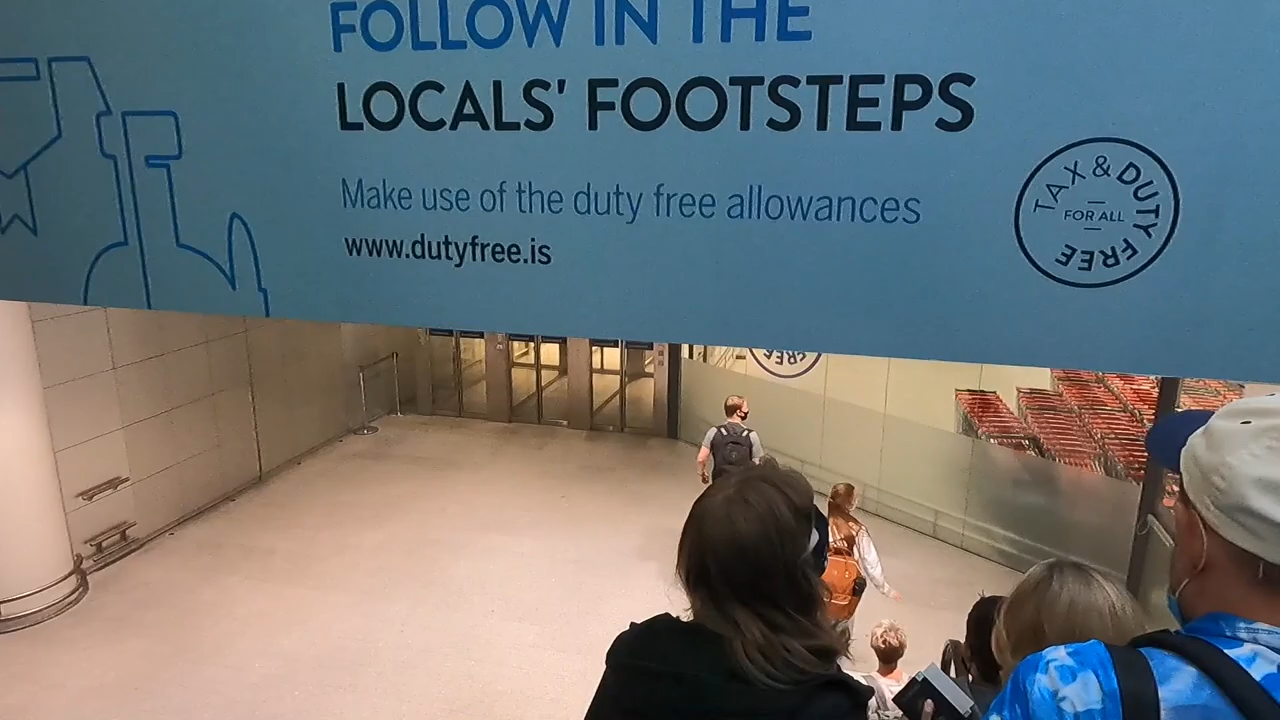 FOLLOW IN THE
LOCALS' FOOTSTEPS
Make use of the duty free allowances
www.dutyfree.is
TAX & DUTY FREE
FOR ALL
FREE